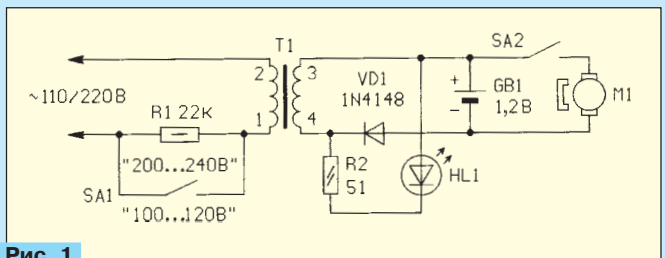 T1
SA2
2
3
VD1
1N4148
+
GB1
1,2В
−
M1
~110/220В
R1 22к
1
4
"200...240В"
SA1
"100...120В"
R2
51
HL1
Рис. 1